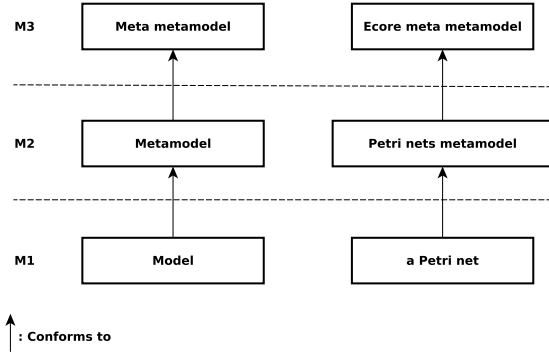 M3
Meta metamodel
Ecore meta metamodel
M2
Metamodel
Petri nets metamodel
M1
Model
a Petri net
: Conforms to